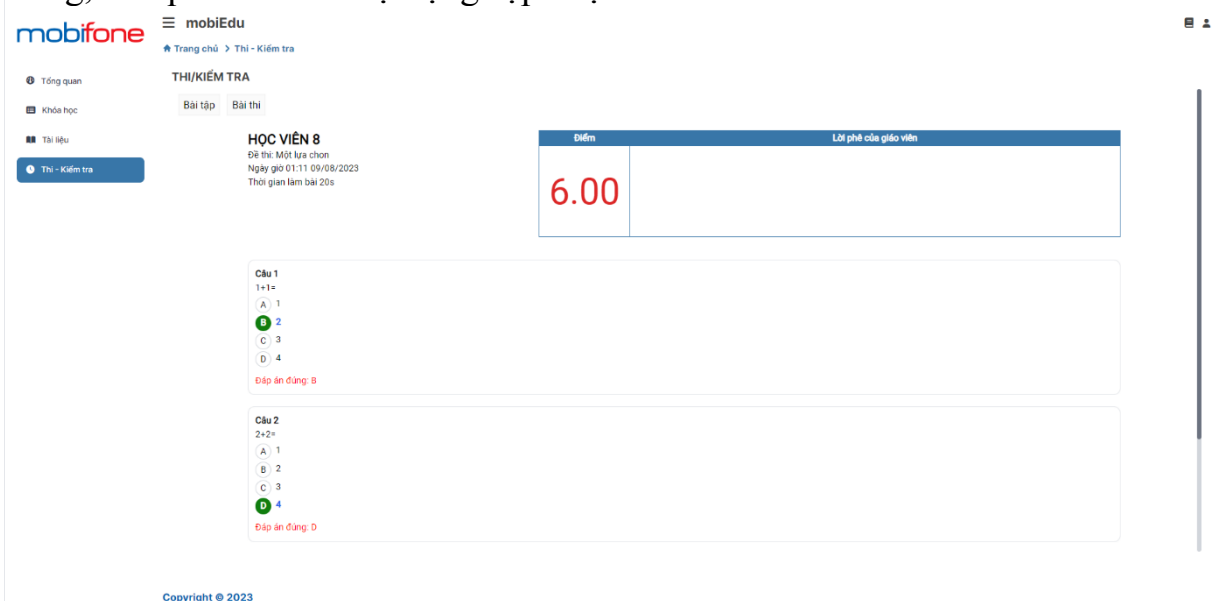 mobifone
mobiEdu
Trang chủ > Thi - Kiểm tra
Tổng quan
Khóa học
Tài liệu
Thi - Kiểm tra
THI/KIỂM TRA
Bài tập Bài thi
HỌC VIÊN 8
Đề thi: Một lựa chon
Ngày giờ 01:11 09/08/2023
Thời gian làm bài 20s
Điểm Lời phê của giáo viên
6.00
Câu 1
1+1=
A 1
B 2
C 3
D 4
Đáp án đúng: B
Câu 2
2+2=
A 1
B 2
C 3
D 4
Đáp án đúng: D
Copyright © 2023